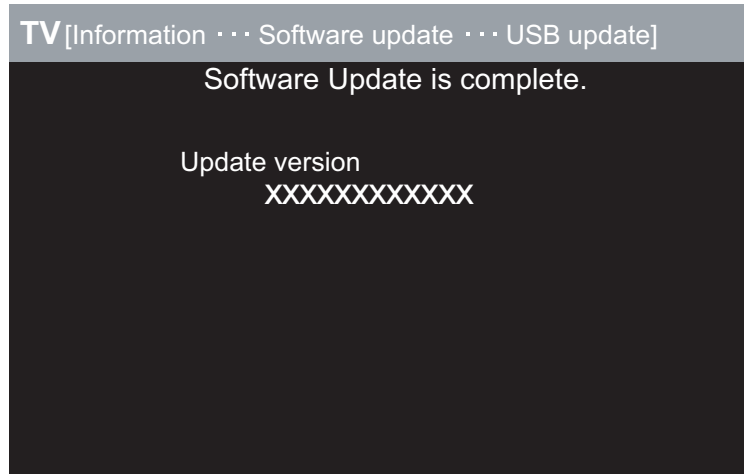 TV [Information ··· Software update ··· USB update]
Software Update is complete.
Update version
XXXXXXXXXXXX